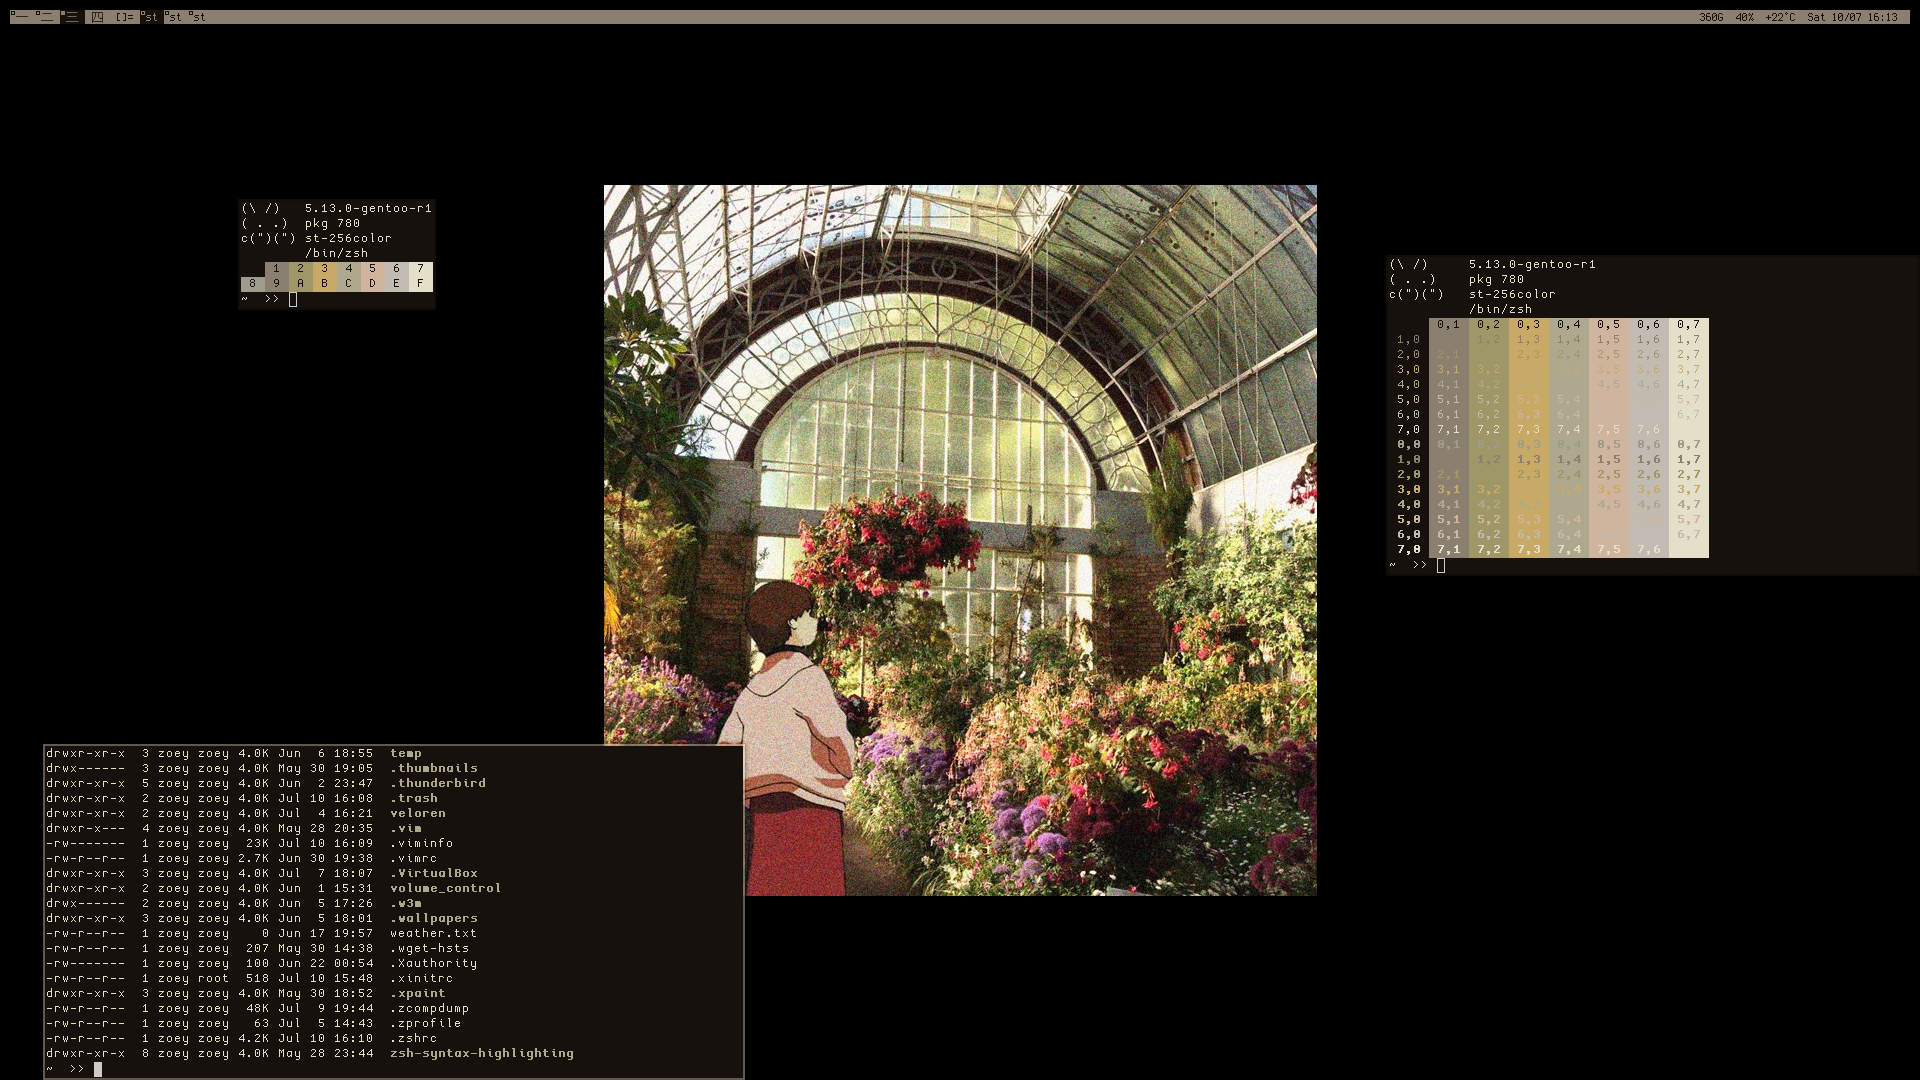 一 二 三 四 []= st st st 360G 40% +22°C Sat 10/07 16:13
(\ /) 5.13.0-gentoo-r1
( . .) pkg 780
c(")(") st-256color
/bin/zsh
1 2 3 4 5 6 7
8 9 A B C D E F
~ >>
(\ /) 5.13.0-gentoo-r1
( . .) pkg 780
c(")(") st-256color
/bin/zsh
0,1 0,2 0,3 0,4 0,5 0,6 0,7
1,0 1,2 1,3 1,4 1,5 1,6 1,7
2,0 2,1 2,3 2,4 2,5 2,6 2,7
3,0 3,1 3,2 3,5 3,6 3,7
4,0 4,1 4,2 4,5 4,6 4,7
5,0 5,1 5,2 5,3 5,4 5,7
6,0 6,1 6,2 6,3 6,4 6,7
7,0 7,1 7,2 7,3 7,4 7,5 7,6
0,0 0,1 0,3 0,4 0,5 0,6 0,7
1,0 1,2 1,3 1,4 1,5 1,6 1,7
2,0 2,1 2,3 2,4 2,5 2,6 2,7
3,0 3,1 3,2 3,4 3,5 3,6 3,7
4,0 4,1 4,2 4,5 4,6 4,7
5,0 5,1 5,2 5,3 5,4 5,7
6,0 6,1 6,2 6,3 6,4 6,7
7,0 7,1 7,2 7,3 7,4 7,5 7,6
~ >>
drwxr-xr-x 3 zoey zoey 4.0K Jun 6 18:55 temp
drwx------ 3 zoey zoey 4.0K May 30 19:05 .thumbnails
drwxr-xr-x 5 zoey zoey 4.0K Jun 2 23:47 .thunderbird
drwxr-xr-x 2 zoey zoey 4.0K Jul 10 16:08 .trash
drwxr-xr-x 2 zoey zoey 4.0K Jul 4 16:21 veloren
drwxr-x--- 4 zoey zoey 4.0K May 28 20:35 .vim
-rw------- 1 zoey zoey 23K Jul 10 16:09 .viminfo
-rw-r--r-- 1 zoey zoey 2.7K Jun 30 19:38 .vimrc
drwxr-xr-x 3 zoey zoey 4.0K Jul 7 18:07 .VirtualBox
drwxr-xr-x 2 zoey zoey 4.0K Jun 1 15:31 volume_control
drwx------ 2 zoey zoey 4.0K Jun 5 17:26 .w3m
drwxr-xr-x 3 zoey zoey 4.0K Jun 5 18:01 .wallpapers
-rw-r--r-- 1 zoey zoey 0 Jun 17 19:57 weather.txt
-rw-r--r-- 1 zoey zoey 207 May 30 14:38 .wget-hsts
-rw------- 1 zoey zoey 100 Jun 22 00:54 .Xauthority
-rw-r--r-- 1 zoey root 518 Jul 10 15:48 .xinitrc
drwxr-xr-x 3 zoey zoey 4.0K May 30 18:52 .xpaint
-rw-r--r-- 1 zoey zoey 48K Jul 9 19:44 .zcompdump
-rw-r--r-- 1 zoey zoey 63 Jul 5 14:43 .zprofile
-rw-r--r-- 1 zoey zoey 4.2K Jul 10 16:10 .zshrc
drwxr-xr-x 8 zoey zoey 4.0K May 28 23:44 zsh-syntax-highlighting
~ >>